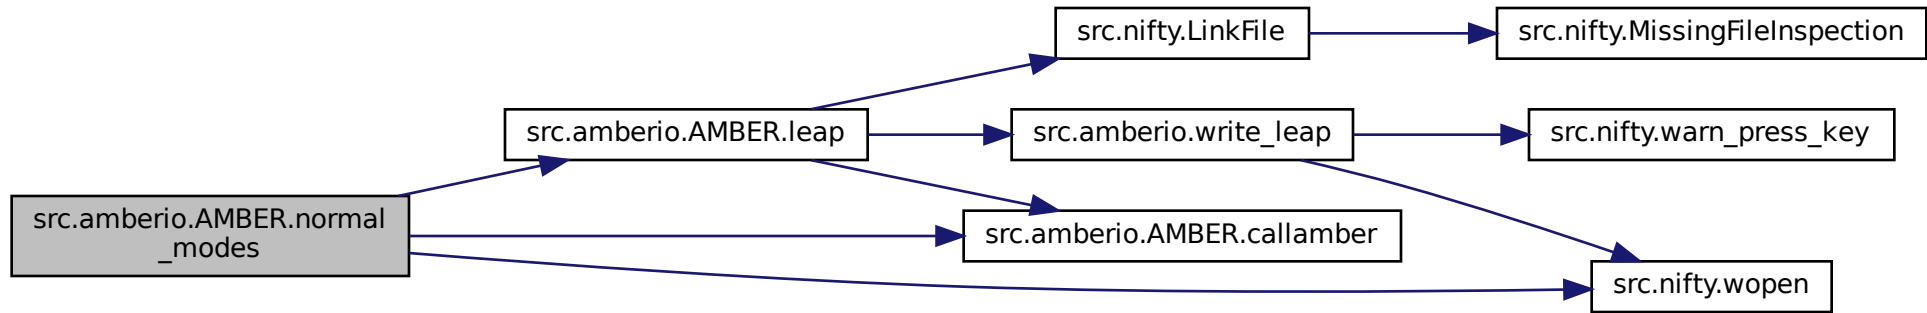 src.nifty.LinkFile
src.nifty.MissingFileInspection
src.amberio.AMBER.leap
src.amberio.write_leap
src.nifty.warn_press_key
src.amberio.AMBER.normal
_modes
src.amberio.AMBER.callamber
src.nifty.wopen